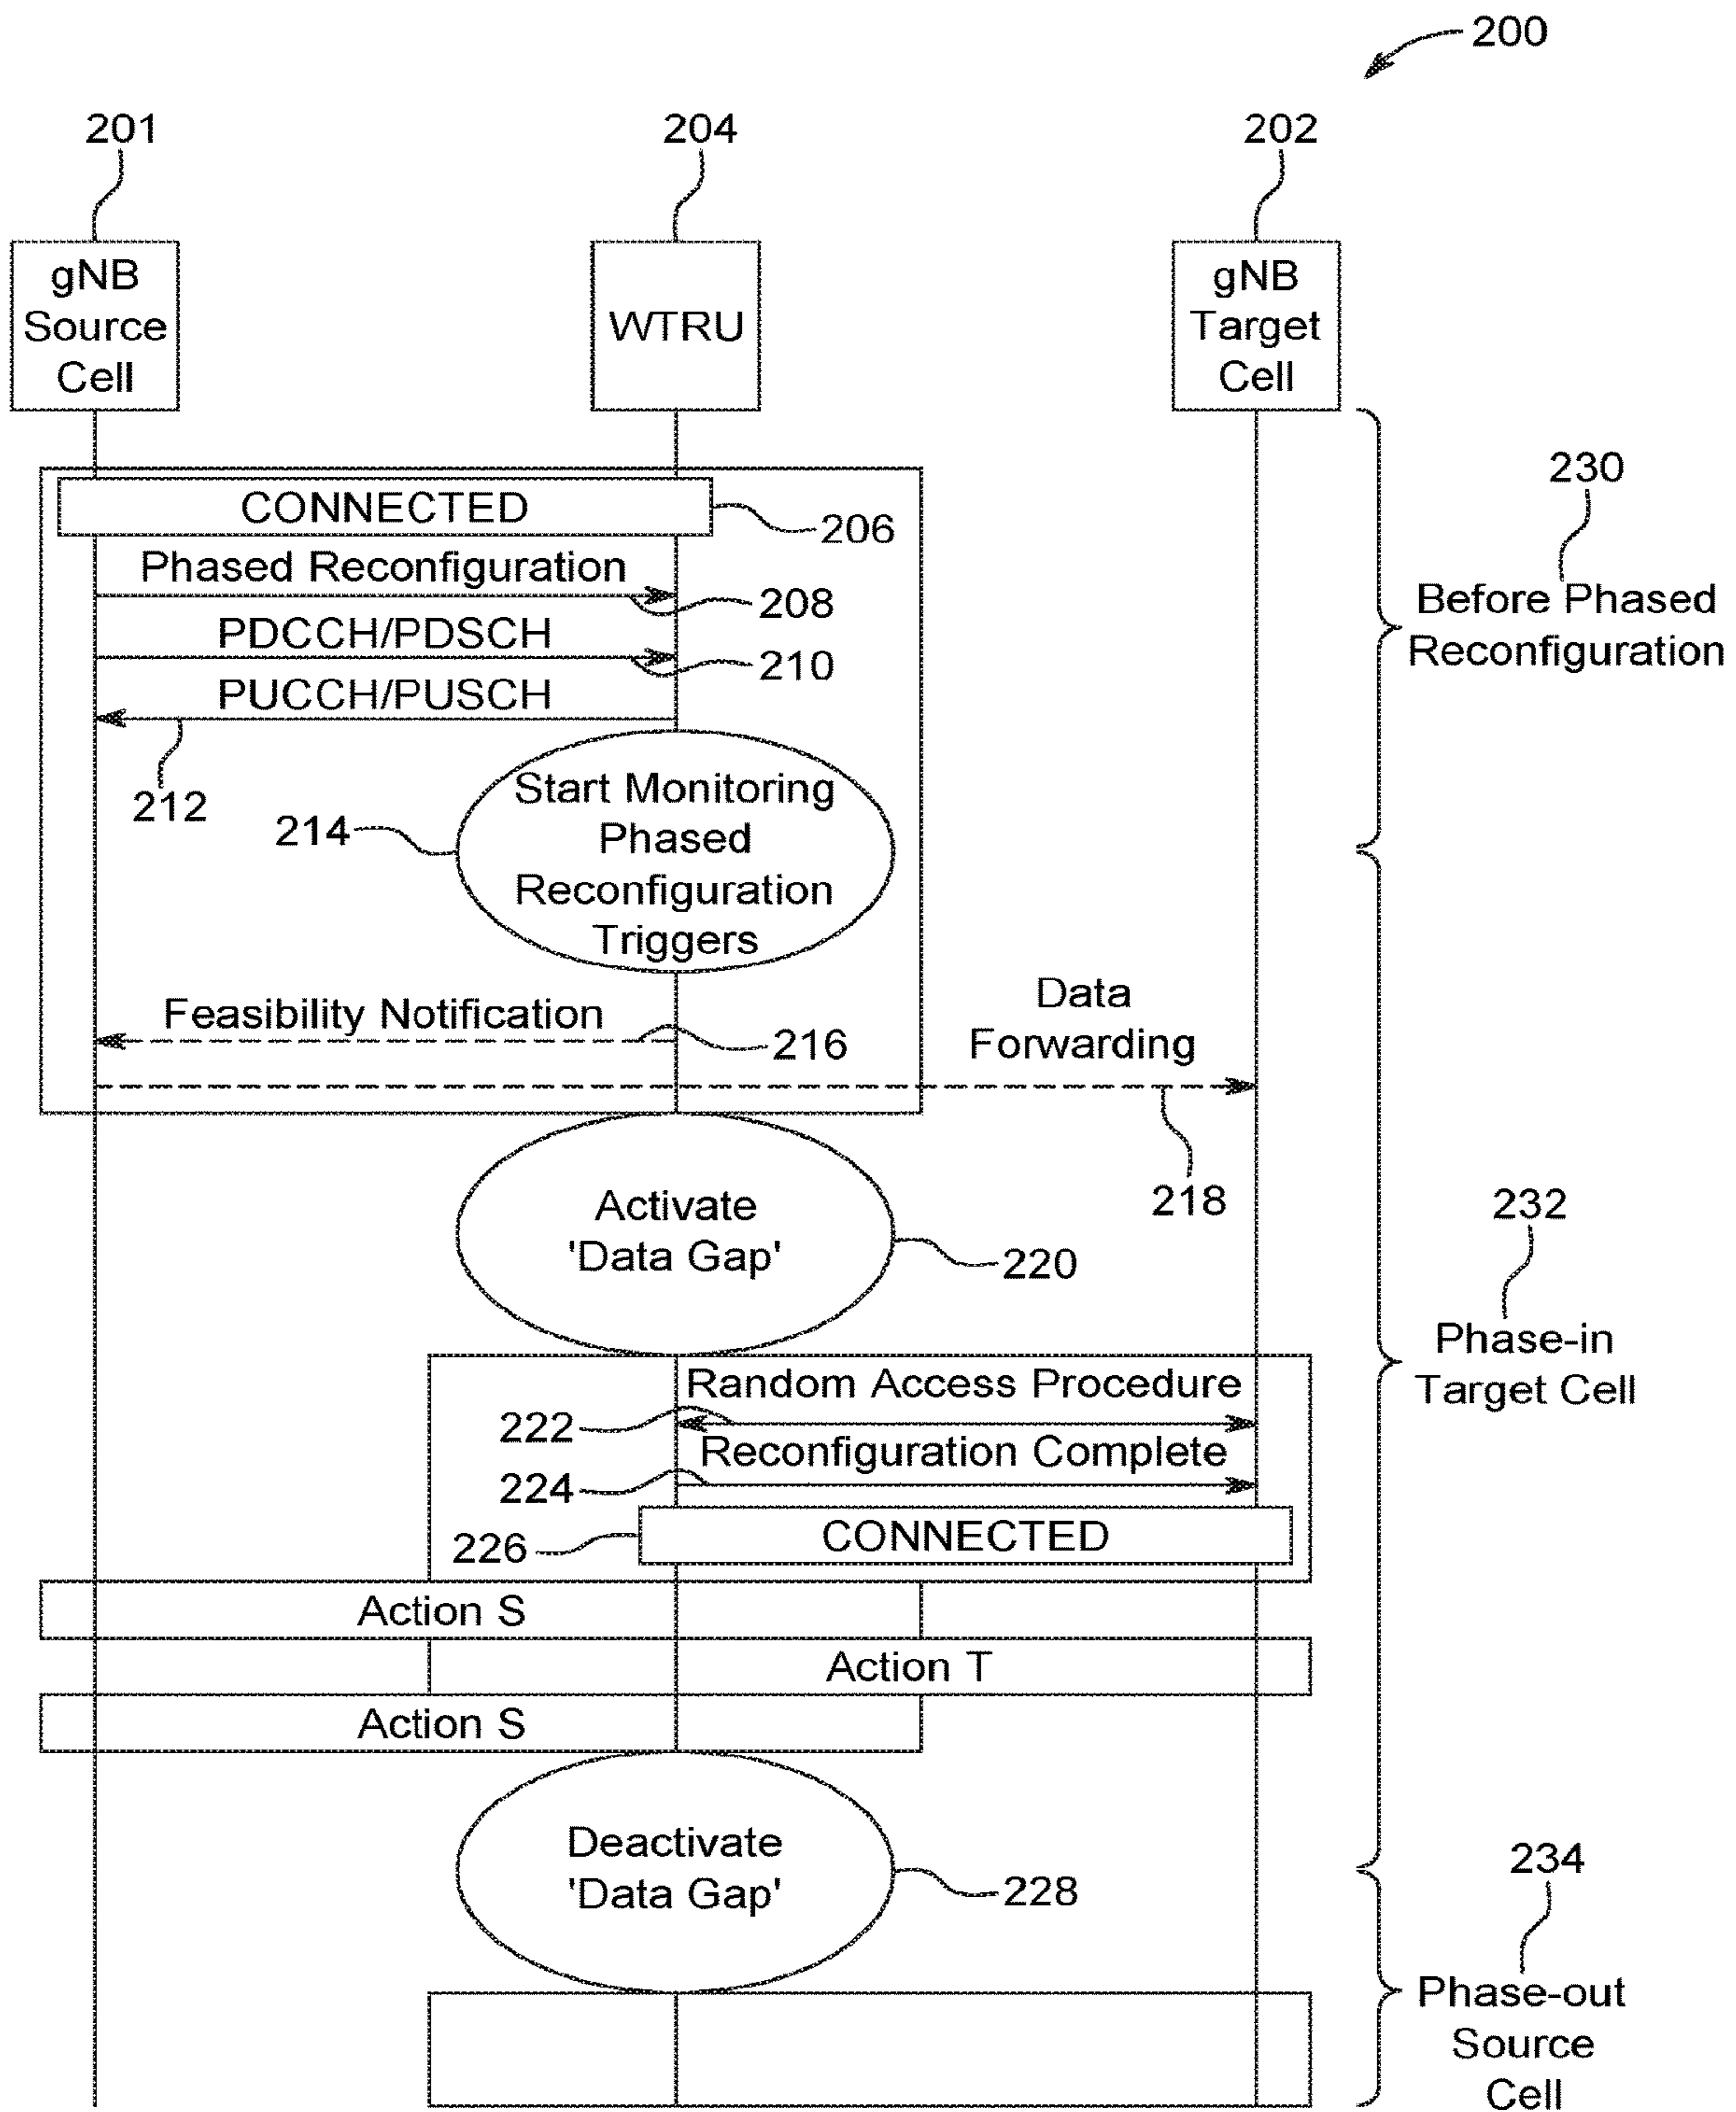 200
201
204
202
gNB
Source
Cell
WTRU
gNB
Target
Cell
CONNECTED
206
230
Before Phased
Reconfiguration
Phased Reconfiguration
208
PDCCH/PDSCH
210
PUCCH/PUSCH
212
214
Start Monitoring
Phased
Reconfiguration
Triggers
Feasibility Notification
216
Data
Forwarding
218
Activate
'Data Gap'
220
232
Phase-in
Target Cell
Random Access Procedure
222
Reconfiguration Complete
224
226
CONNECTED
Action S
Action T
Action S
Deactivate
'Data Gap'
228
234
Phase-out
Source
Cell